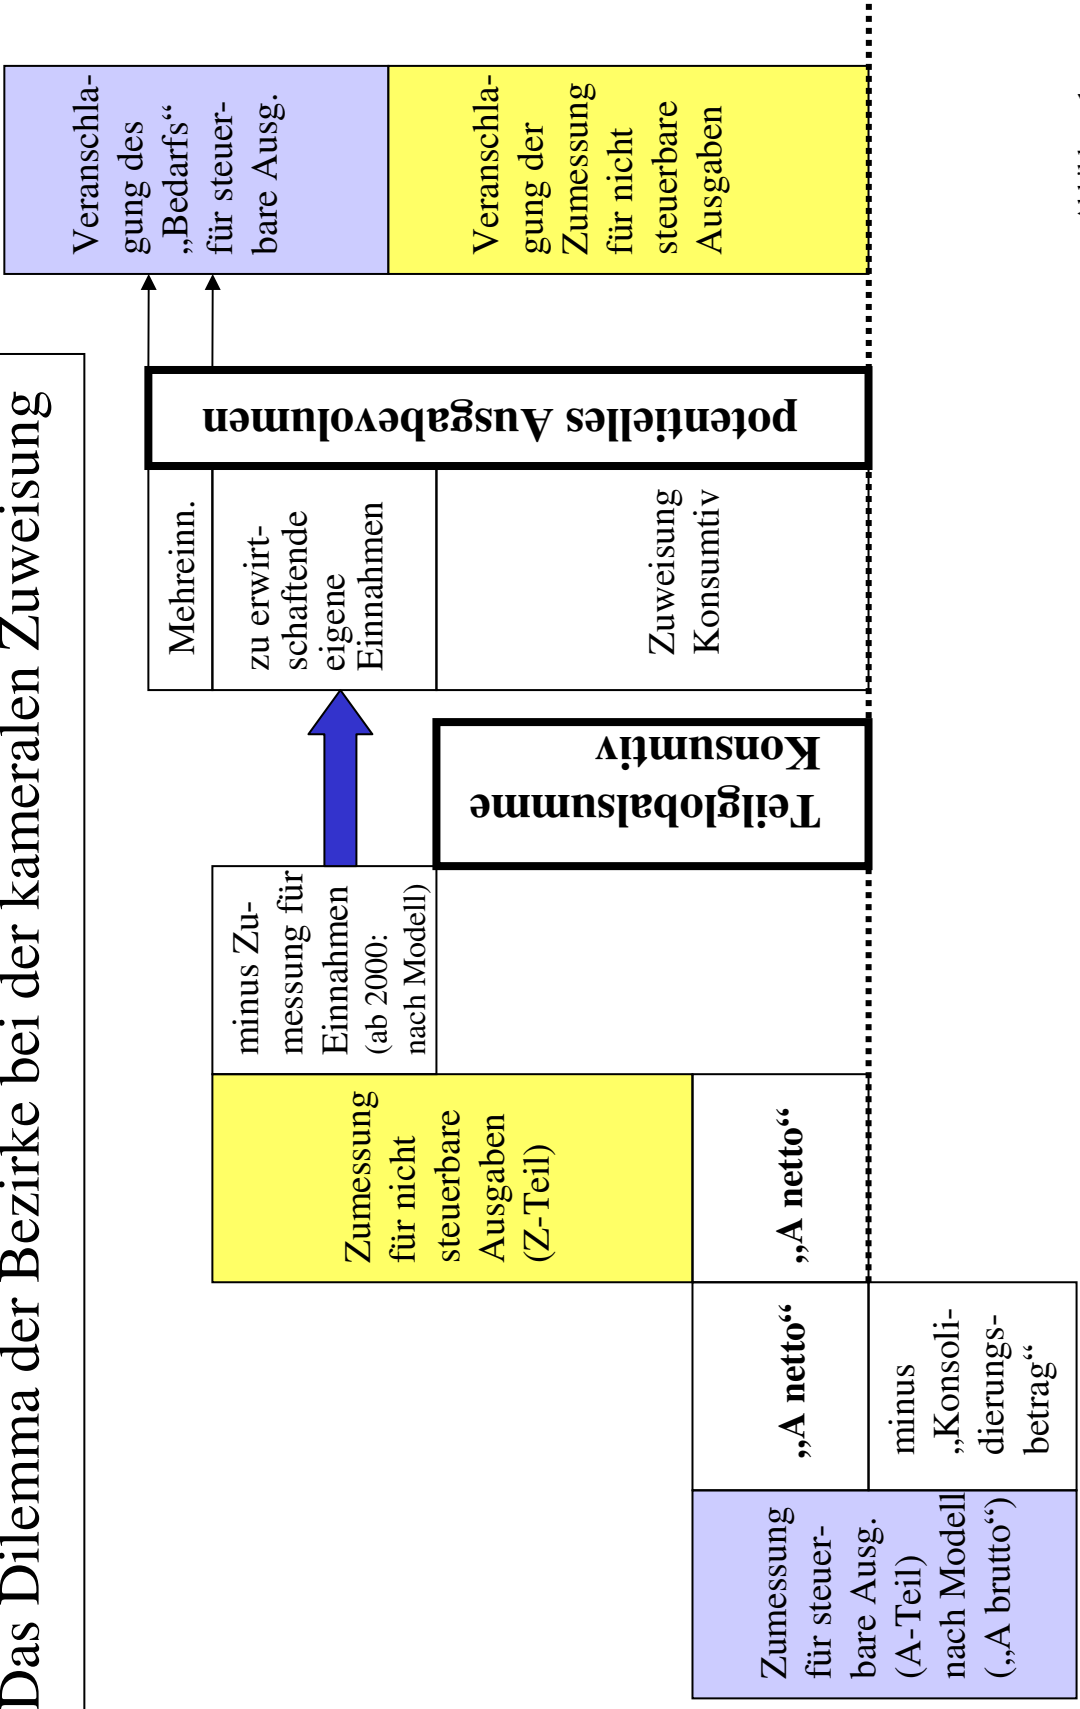 Das Dilemma der Bezirke bei der kameralen Zuweisung
Zumessung
für steuer-
bare Ausg.
(A-Teil)
nach Modell
(„A brutto“)
„A netto“
minus
„Konsoli-
dierungs-
betrag“
Zumessung
für nicht
steuerbare
Ausgaben
(Z-Teil)
„A netto“
minus Zu-
messung für
Einnahmen
(ab 2000:
nach Modell)
Teilglobalsumme
Konsumtiv
Mehreinn.
zu erwirt-
schaftende
eigene
Einnahmen
Zuweisung
Konsumtiv
potentielles Ausgabevolumen
Veranschla-
gung des
„Bedarfs“
für steuer-
bare Ausg.
Veranschla-
gung der
Zumessung
für nicht
steuerbare
Ausgaben